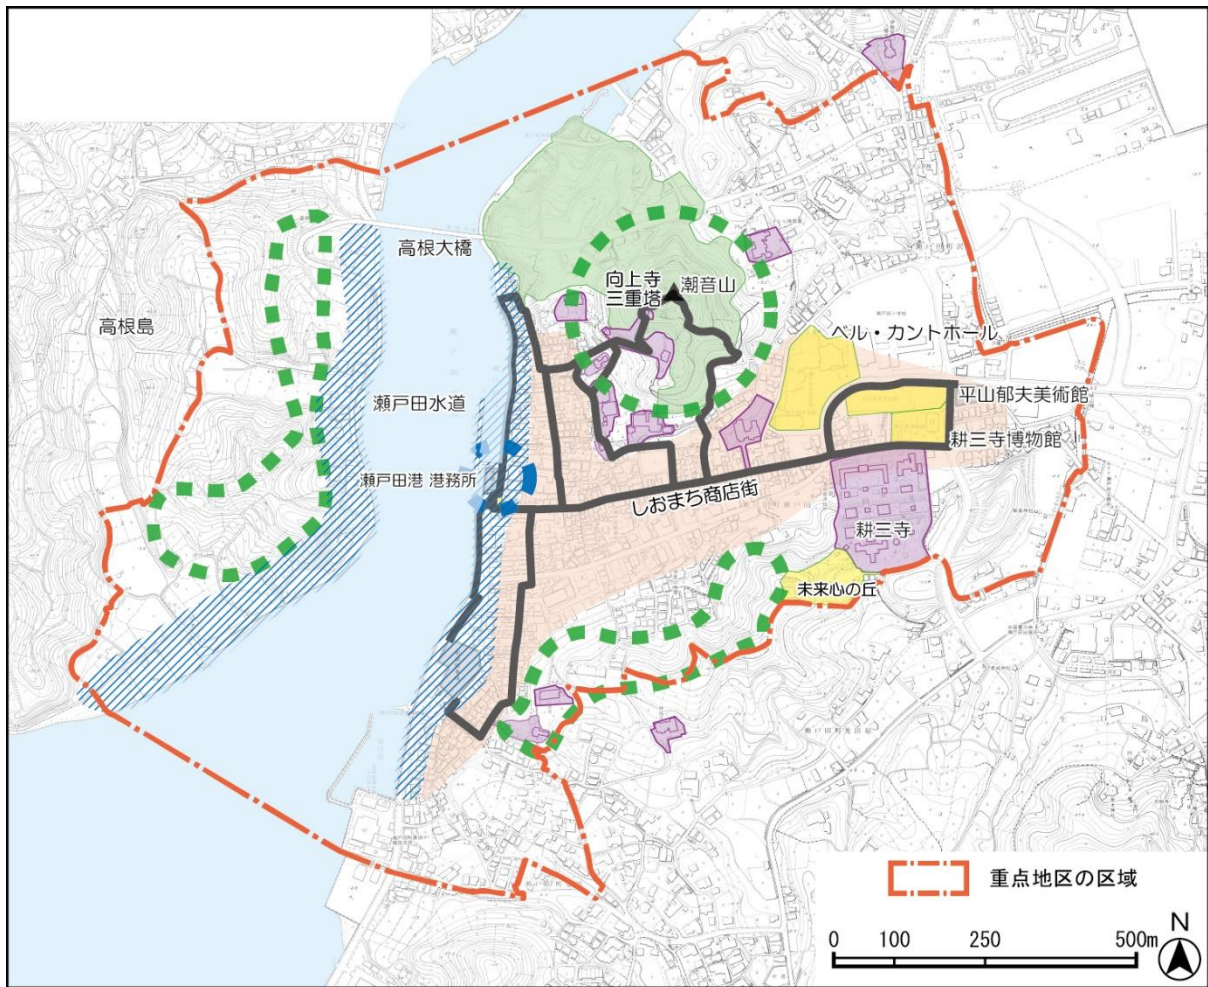 高根大橋
向上寺
三重塔
潮音山
高根島
ベル・カントホール
平山郁夫美術館
瀬戸田水道
耕三寺博物館
瀬戸田港 港務所
しおまち商店街
耕三寺
未来心の丘
重点地区の区域
N
0 100 250 500m